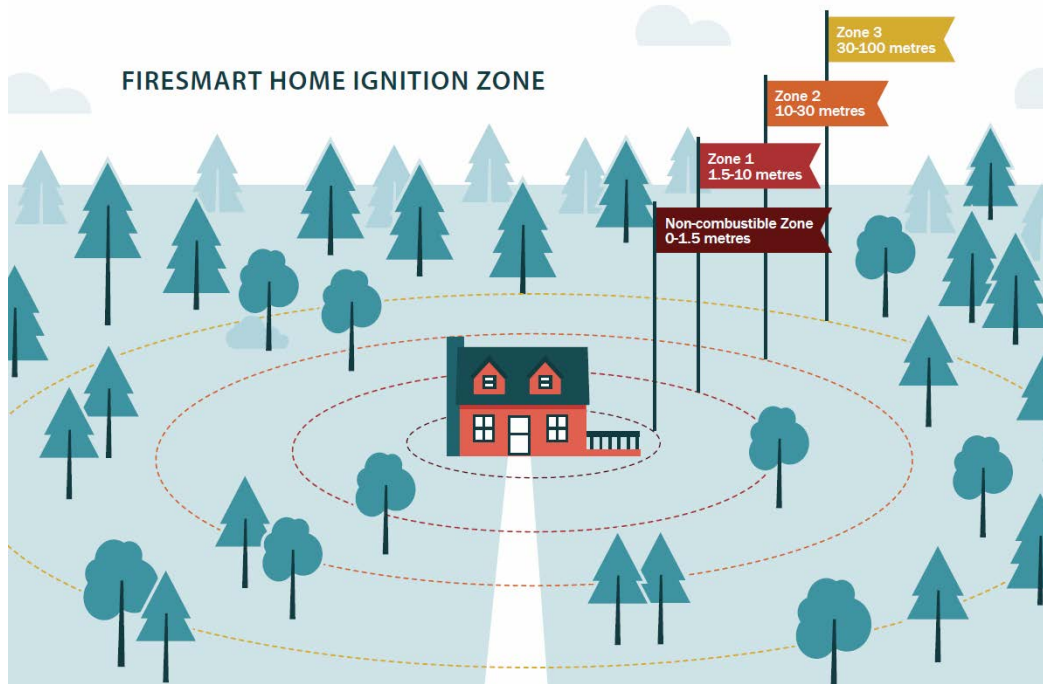 FIRESMART HOME IGNITION ZONE
Zone 3
30-100 metres
Zone 2
10-30 metres
Zone 1
1.5-10 metres
Non-combustible Zone
0-1.5 metres